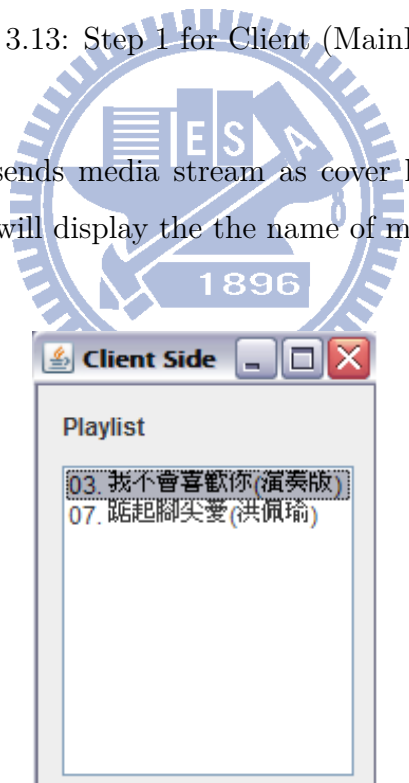 3.13: Step 1 for Client (Main
ESA
sends media stream as cover
will display the the name of m
1896
Client Side
Playlist
03. 我不會喜歡你(演奏版)
07. 踮起腳尖愛(洪佩瑜)